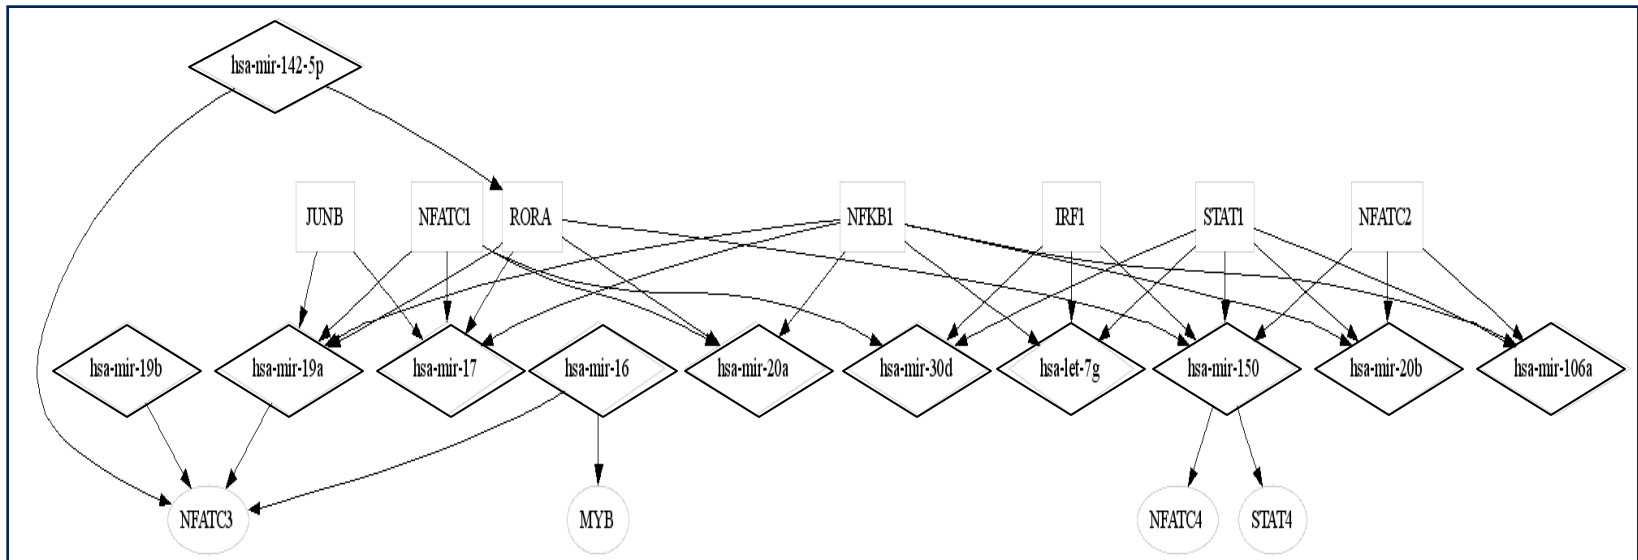 hsa-mir-142-5p
JUNB
NFATC1
RORA
NFKB1
IRF1
STAT1
NFATC2
hsa-mir-19b
hsa-mir-19a
hsa-mir-17
hsa-mir-16
hsa-mir-20a
hsa-mir-30d
hsa-let-7g
hsa-mir-150
hsa-mir-20b
hsa-mir-106a
NFATC3
MYB
NFATC4
STAT4